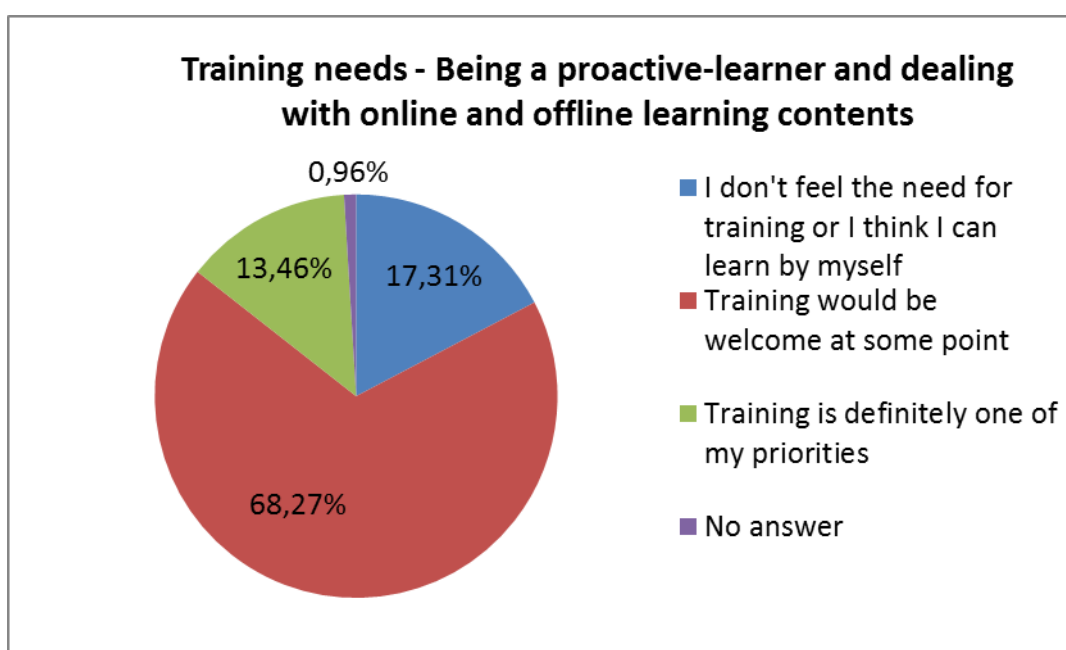 Training needs - Being a proactive-learner and dealing
with online and offline learning contents
0,96%
13,46%
17,31%
68,27%
I don't feel the need for
training or I think I can
learn by myself
Training would be
welcome at some point
Training is definitely one of
my priorities
No answer